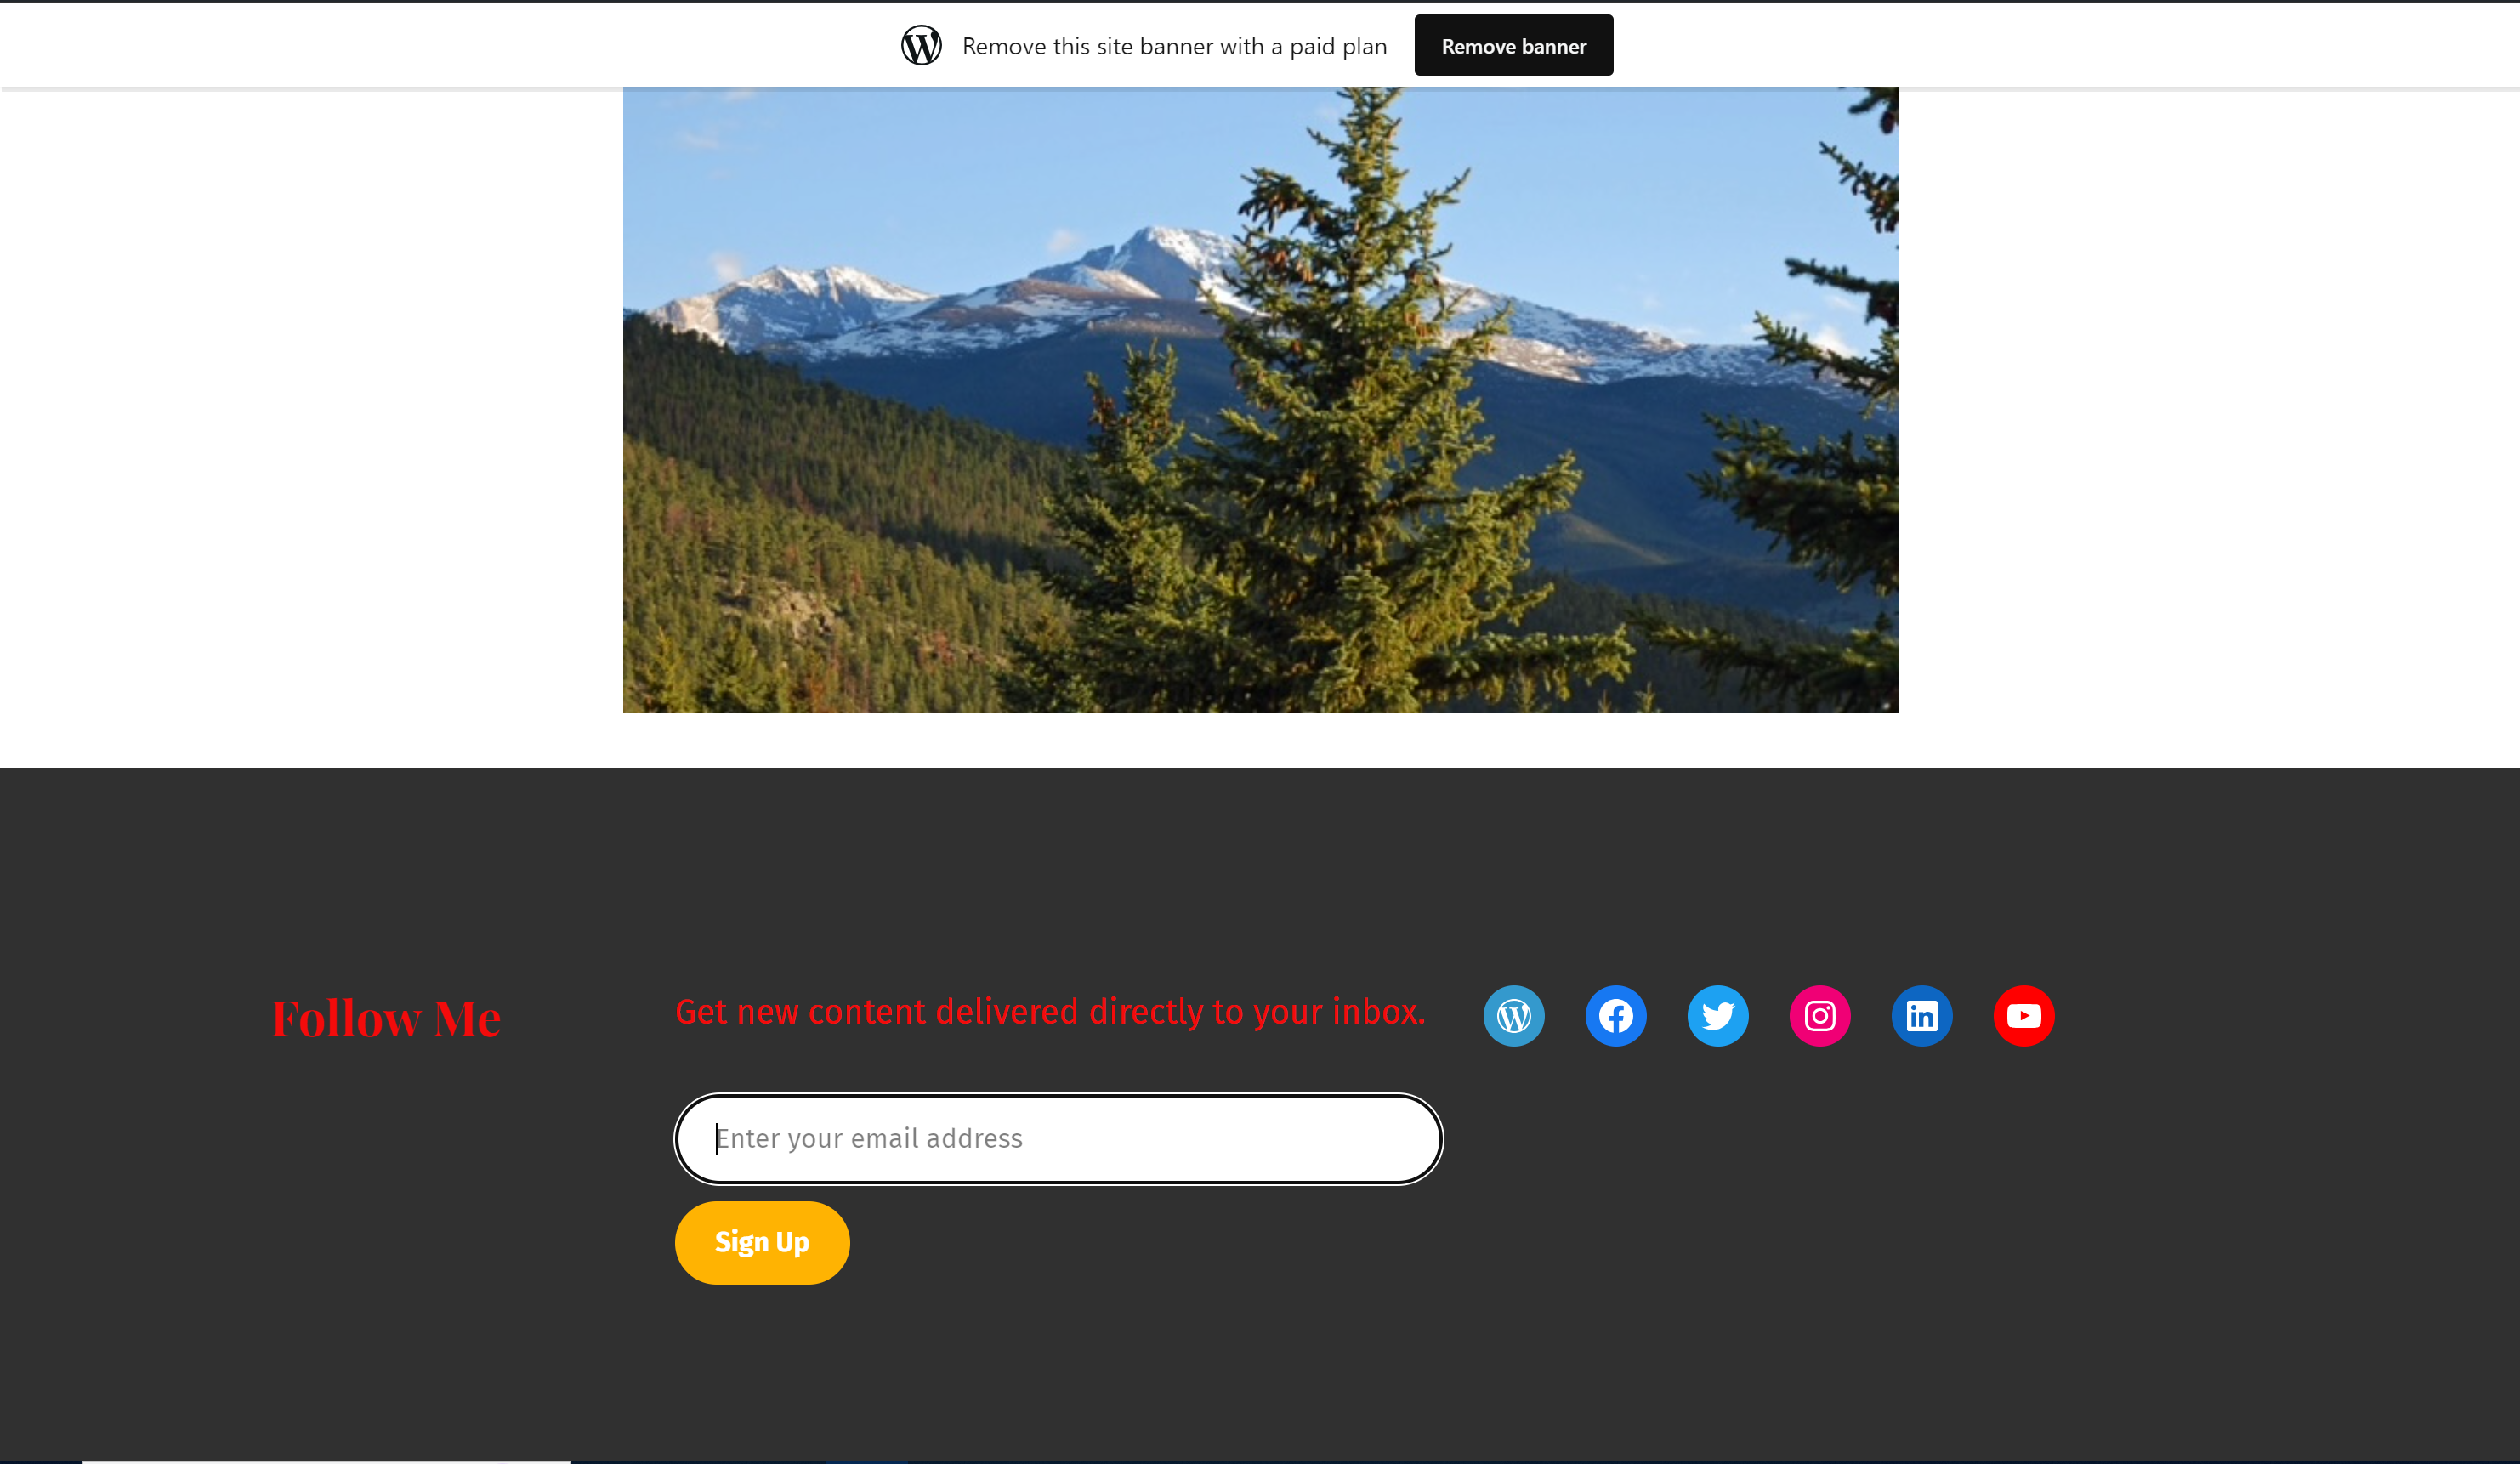 Remove this site banner with a paid plan
Remove banner
Follow Me
Get new content delivered directly to your inbox.
Enter your email address
Sign Up